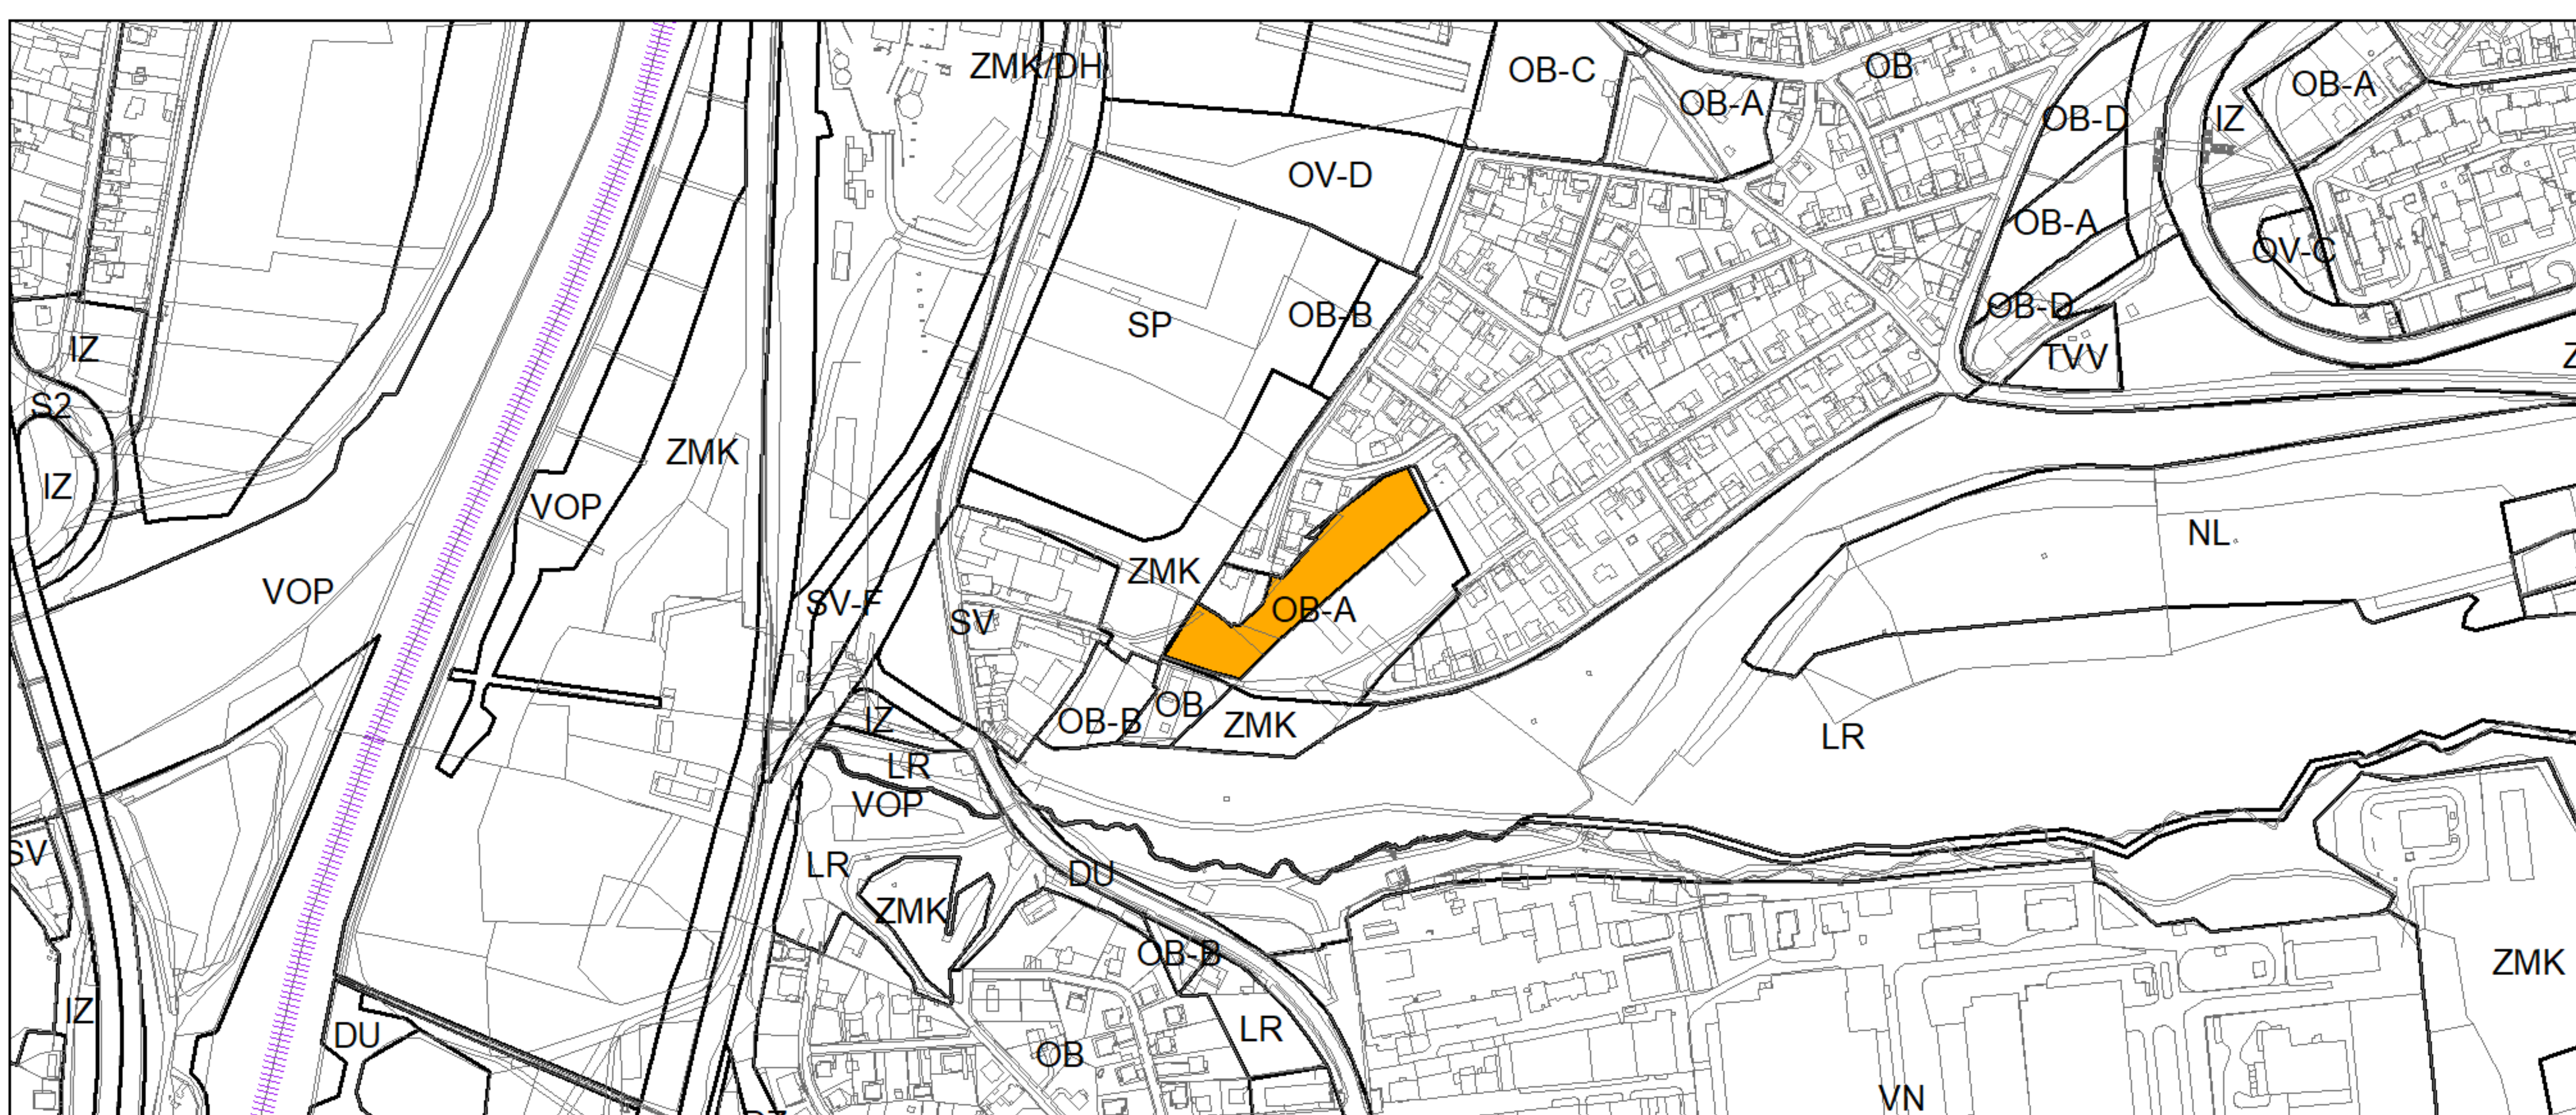 ZMK/DH
OB-C
OB
OB-A
OB-A
OB-D
IZ
OV-D
OB-A
OV-C
SP
OB-B
OB-D
IZ
TVV
S2
ZMK
IZ
VOP
NL
VOP
ZMK
SV-F
SV
OB-A
OB-B
OB
ZMK
IZ
LR
LR
VOP
SV
LR
DU
ZMK
OB-B
ZMK
IZ
DU
LR
OB
VN